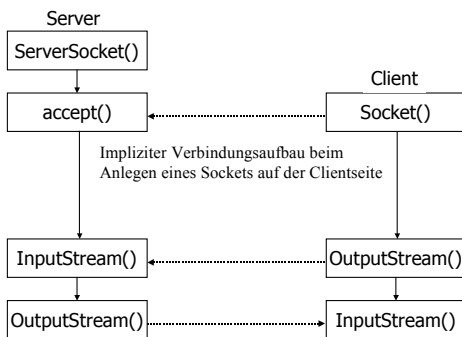 Server
ServerSocket()
Client
accept()
Socket()
Impliziter Verbindungsaufbau beim
Anlegen eines Sockets auf der Clientseite
InputStream()
OutputStream()
OutputStream()
InputStream()